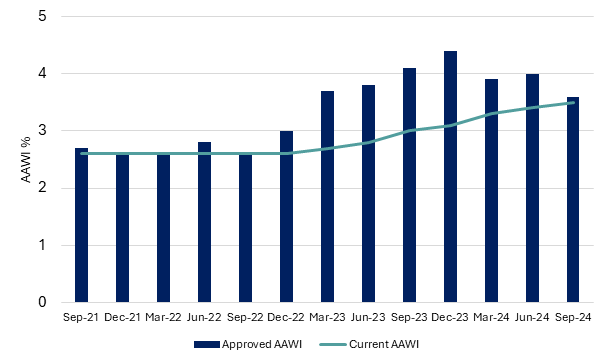 5
4
3
2
1
0
AAWI %
Sep-21 Dec-21 Mar-22 Jun-22 Sep-22 Dec-22 Mar-23 Jun-23 Sep-23 Dec-23 Mar-24 Jun-24 Sep-24
Approved AAWI Current AAWI